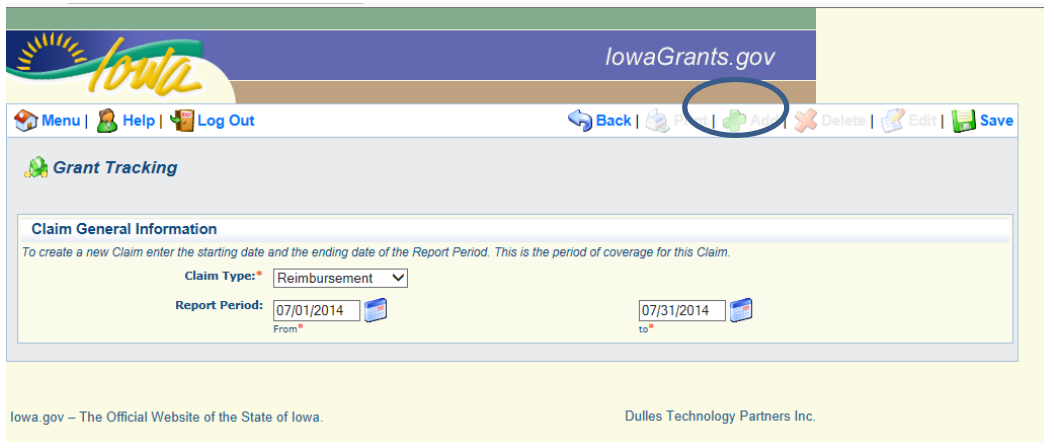 Iowa
IowaGrants.gov
Menu | Help | Log Out
Back | Print | Add | Delete | Edit | Save
Grant Tracking
Claim General Information
To create a new Claim enter the starting date and the ending date of the Report Period. This is the period of coverage for this Claim.
Claim Type:* Reimbursement
Report Period: 07/01/2014 07/31/2014
From* to*
Iowa.gov – The Official Website of the State of Iowa. Dulles Technology Partners Inc.